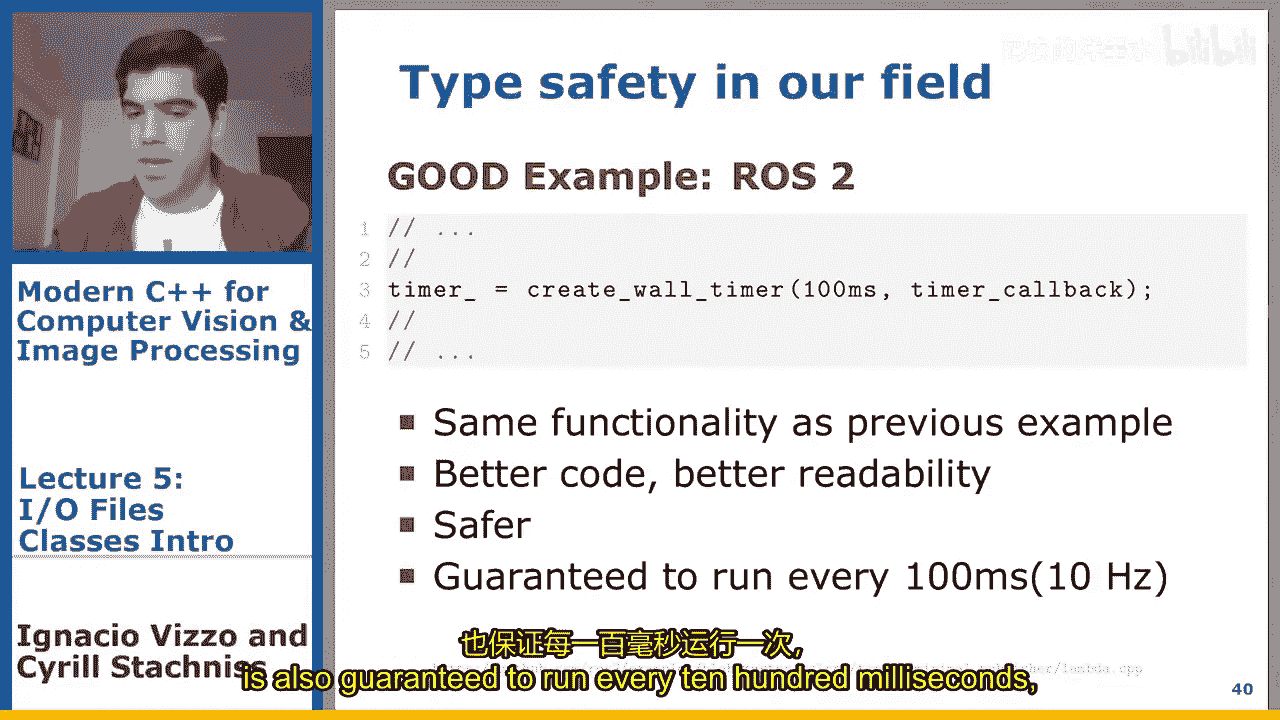 bilibili
Type safety in our field
GOOD Example: ROS 2
1 // ...
2 //
3 timer_ = create_wall_timer(100ms, timer_callback);
4 //
5 // ...
▪ Same functionality as previous example
▪ Better code, better readability
▪ Safer
▪ Guaranteed to run every 100ms(10 Hz)
Modern C++ for
Computer Vision &
Image Processing
Lecture 5:
I/O Files
Classes Intro
Ignacio Vizzo and
Cyrill Stachniss
也保证每一百毫秒运行一次,
is also guaranteed to run every ten hundred milliseconds,
40